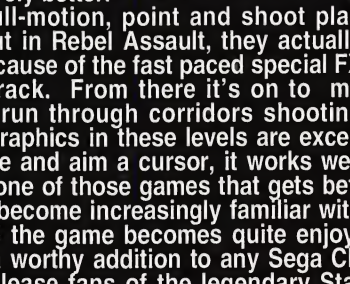 ull-motion, point and shoot pla
ut in Rebel Assault, they actuall
cause of the fast paced special F
rack. From there it's on to m
run through corridors shootin
raphics in these levels are exce
e and aim a cursor, it works we
one of those games that gets be
become increasingly familiar wit
the game becomes quite enjoy
worthy addition to any Sega C
lease fans of the legendary Sta